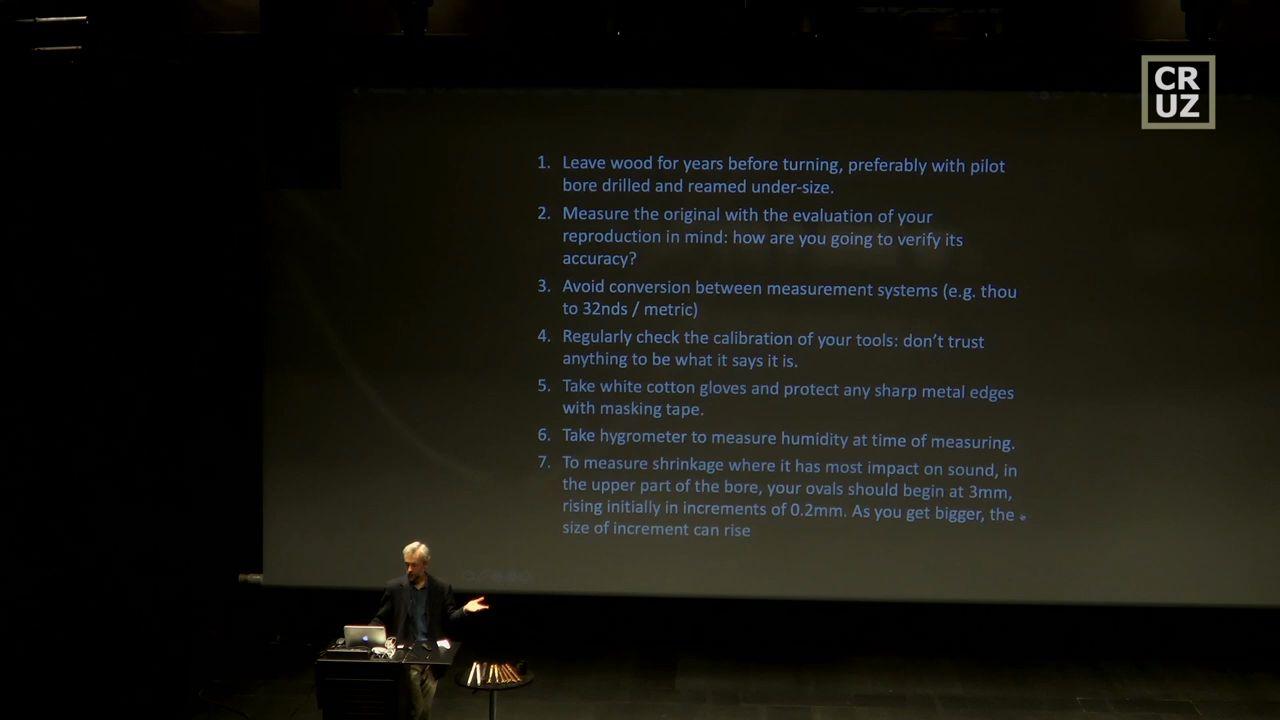 CR
UZ
1. Leave wood for years before turning, preferably with pilot
bore drilled and reamed under-size.
2. Measure the original with the evaluation of your
reproduction in mind: how are you going to verify its
accuracy?
3. Avoid conversion between measurement systems (e.g. thou
to 32nds / metric)
4. Regularly check the calibration of your tools: don't trust
anything to be what it says it is.
5. Take white cotton gloves and protect any sharp metal edges
with masking tape.
6. Take hygrometer to measure humidity at time of measuring.
7. To measure shrinkage where it has most impact on sound, in
the upper part of the bore, your ovals should begin at 3mm,
rising initially in increments of 0.2mm. As you get bigger, the
size of increment can rise